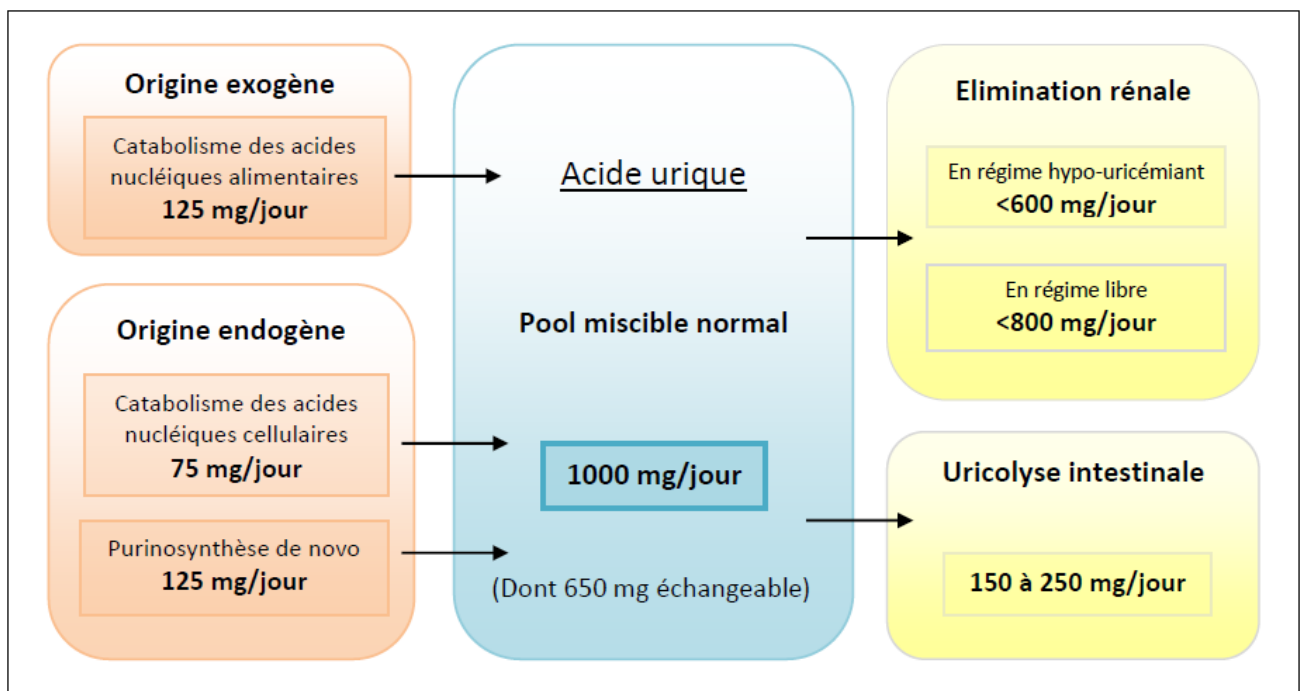 Origine exogène
Catabolisme des acides
nucléiques alimentaires
125 mg/jour
Origine endogène
Catabolisme des acides
nucléiques cellulaires
75 mg/jour
Purinosynthèse de novo
125 mg/jour
Acide urique
Pool miscible normal
1000 mg/jour
(Dont 650 mg échangeable)
Elimination rénale
En régime hypo-uricémiant
<600 mg/jour
En régime libre
<800 mg/jour
Uricolyse intestinale
150 à 250 mg/jour